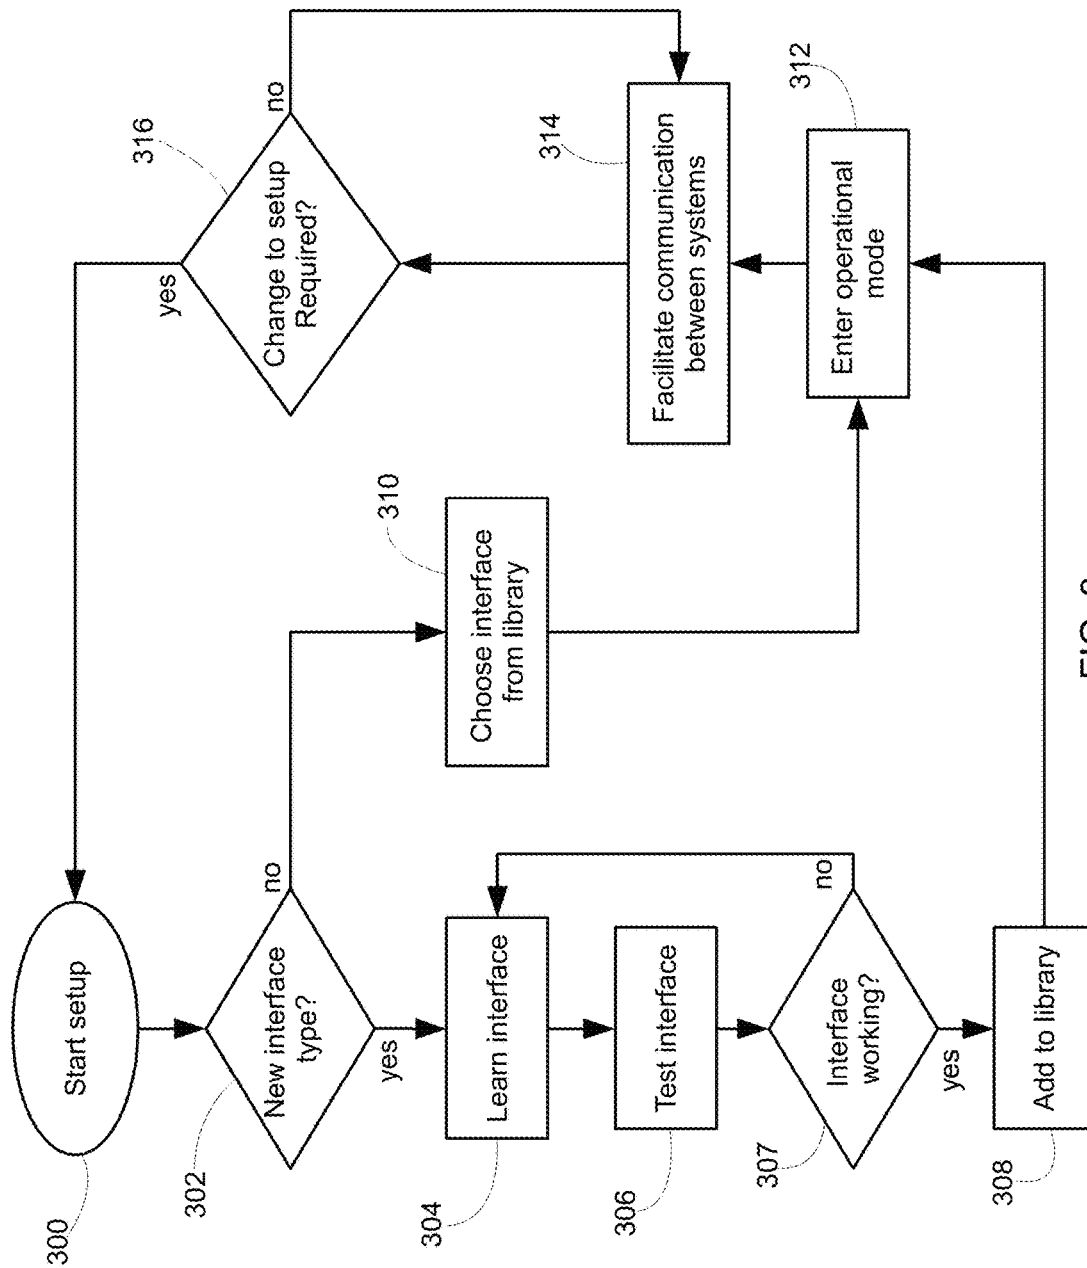 300
Start setup
302
New interface
type?
no
yes
304
Learn interface
306
Test interface
307
Interface
working?
no
yes
308
Add to library
310
Choose interface
from library
312
Enter operational
mode
314
Facilitate communication
between systems
316
Change to setup
Required?
no
yes